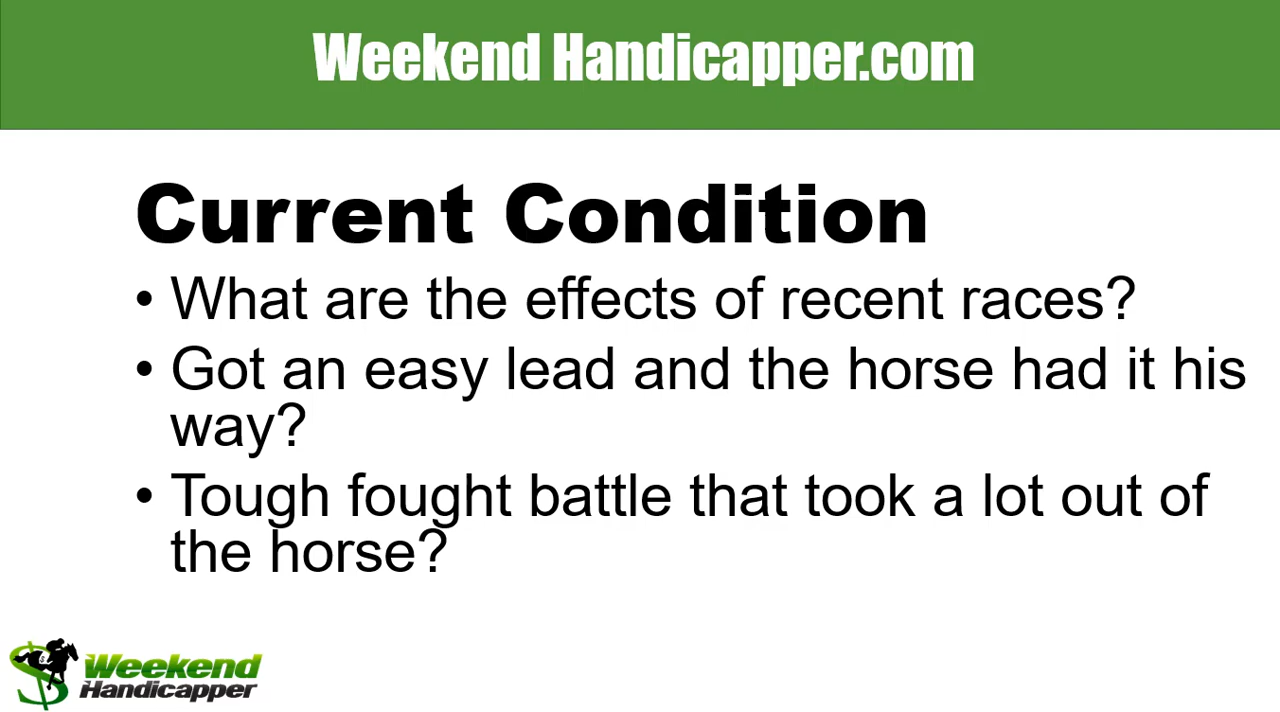 Weekend Handicapper.com
Current Condition
• What are the effects of recent races?
• Got an easy lead and the horse had it his
way?
• Tough fought battle that took a lot out of
the horse?
Weekend
Handicapper